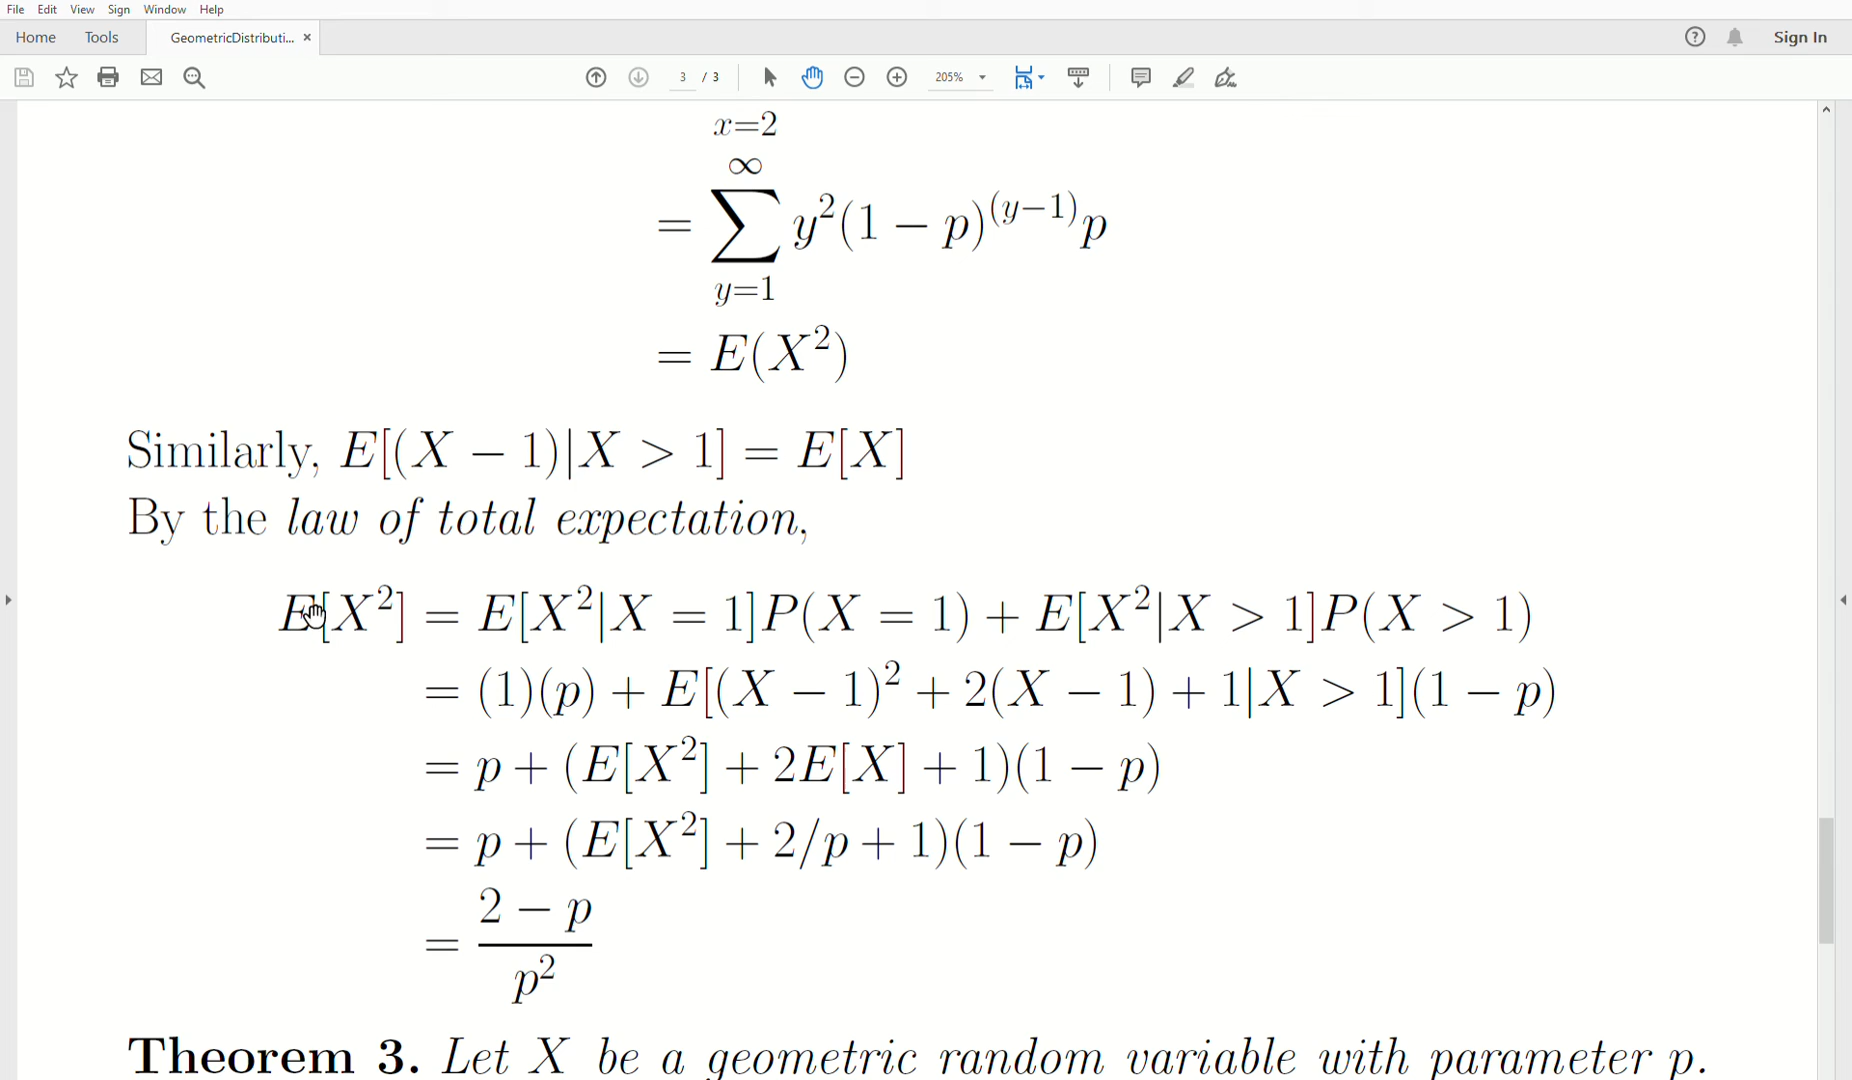 File Edit View Sign Window Help
Home Tools GeometricDistributi... × Sign In
3 / 3 205%
x=2
∞
= ∑ y²(1 − p)^(y−1) p
y=1
= E(X²)
Similarly, E[(X − 1)|X > 1] = E[X]
By the law of total expectation,
E[X²] = E[X²|X = 1]P(X = 1) + E[X²|X > 1]P(X > 1)
= (1)(p) + E[(X − 1)² + 2(X − 1) + 1|X > 1](1 − p)
= p + (E[X²] + 2E[X] + 1)(1 − p)
= p + (E[X²] + 2/p + 1)(1 − p)
2 − p
=
p²
Theorem 3. Let X be a geometric random variable with parameter p.